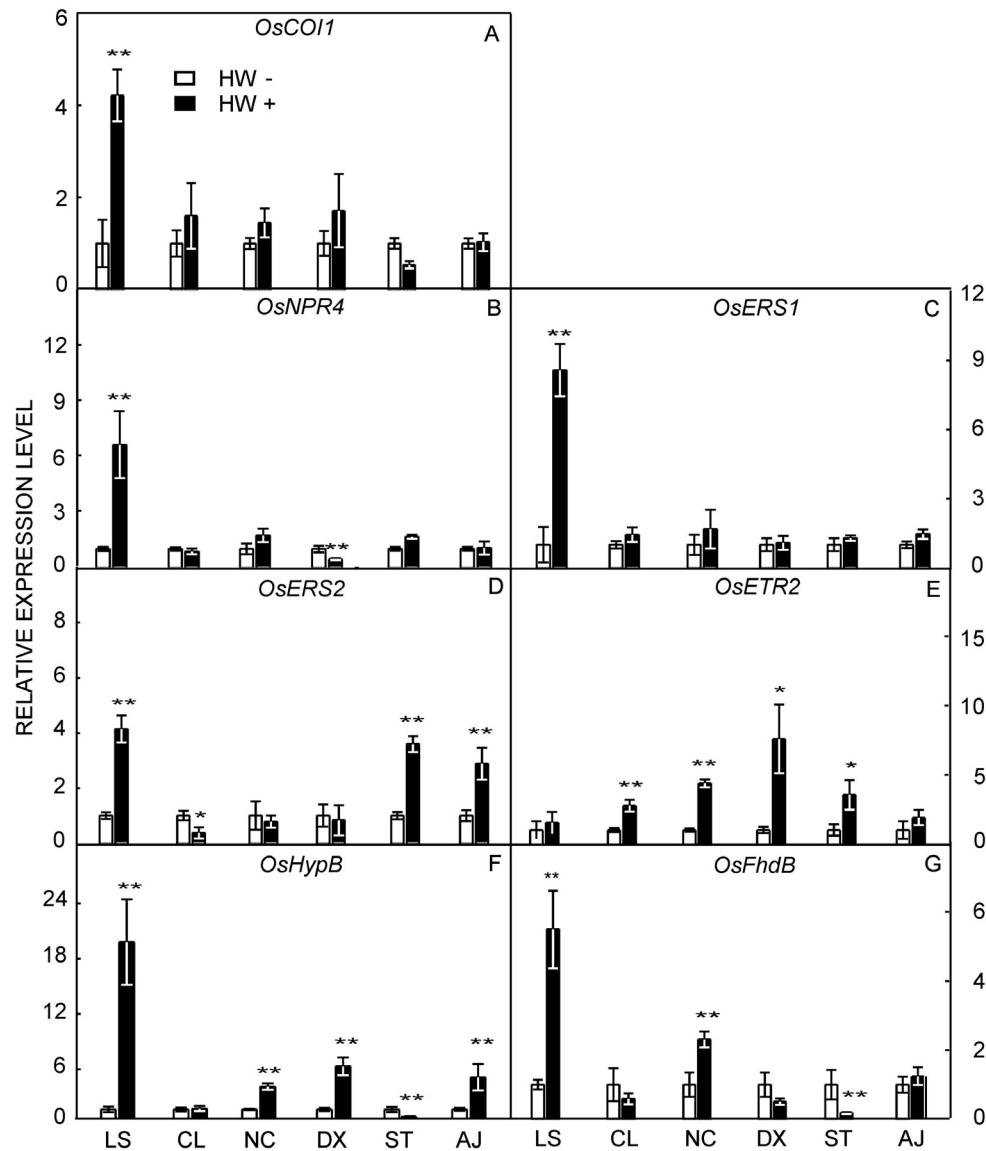 RELATIVE EXPRESSION LEVEL
OsCOI1 A
**
HW -
HW +
6
4
2
0
OsNPR4 B
** **
12
9
6
3
0
OsERS1 C
**
12
9
6
3
0
OsERS2 D
** * ** **
8
6
4
2
0
OsETR2 E
** ** * *
15
10
5
0
OsHypB F
** ** ** ** **
24
18
12
6
0
OsFhdB G
** ** **
6
4
2
0
LS CL NC DX ST AJ
LS CL NC DX ST AJ